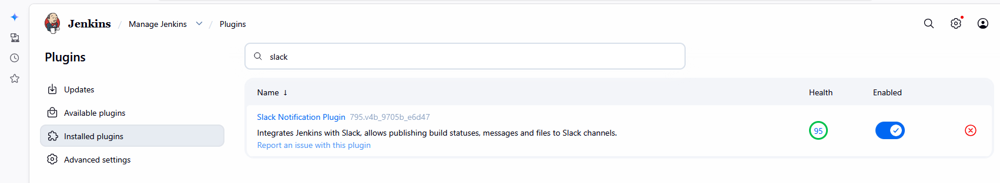 Jenkins / Manage Jenkins / Plugins
Plugins
slack
Updates
Available plugins
Installed plugins
Advanced settings
Name ↓ Health Enabled
Slack Notification Plugin 795.v4b_9705b_e6d47
Integrates Jenkins with Slack, allows publishing build statuses, messages and files to Slack channels.
Report an issue with this plugin
95